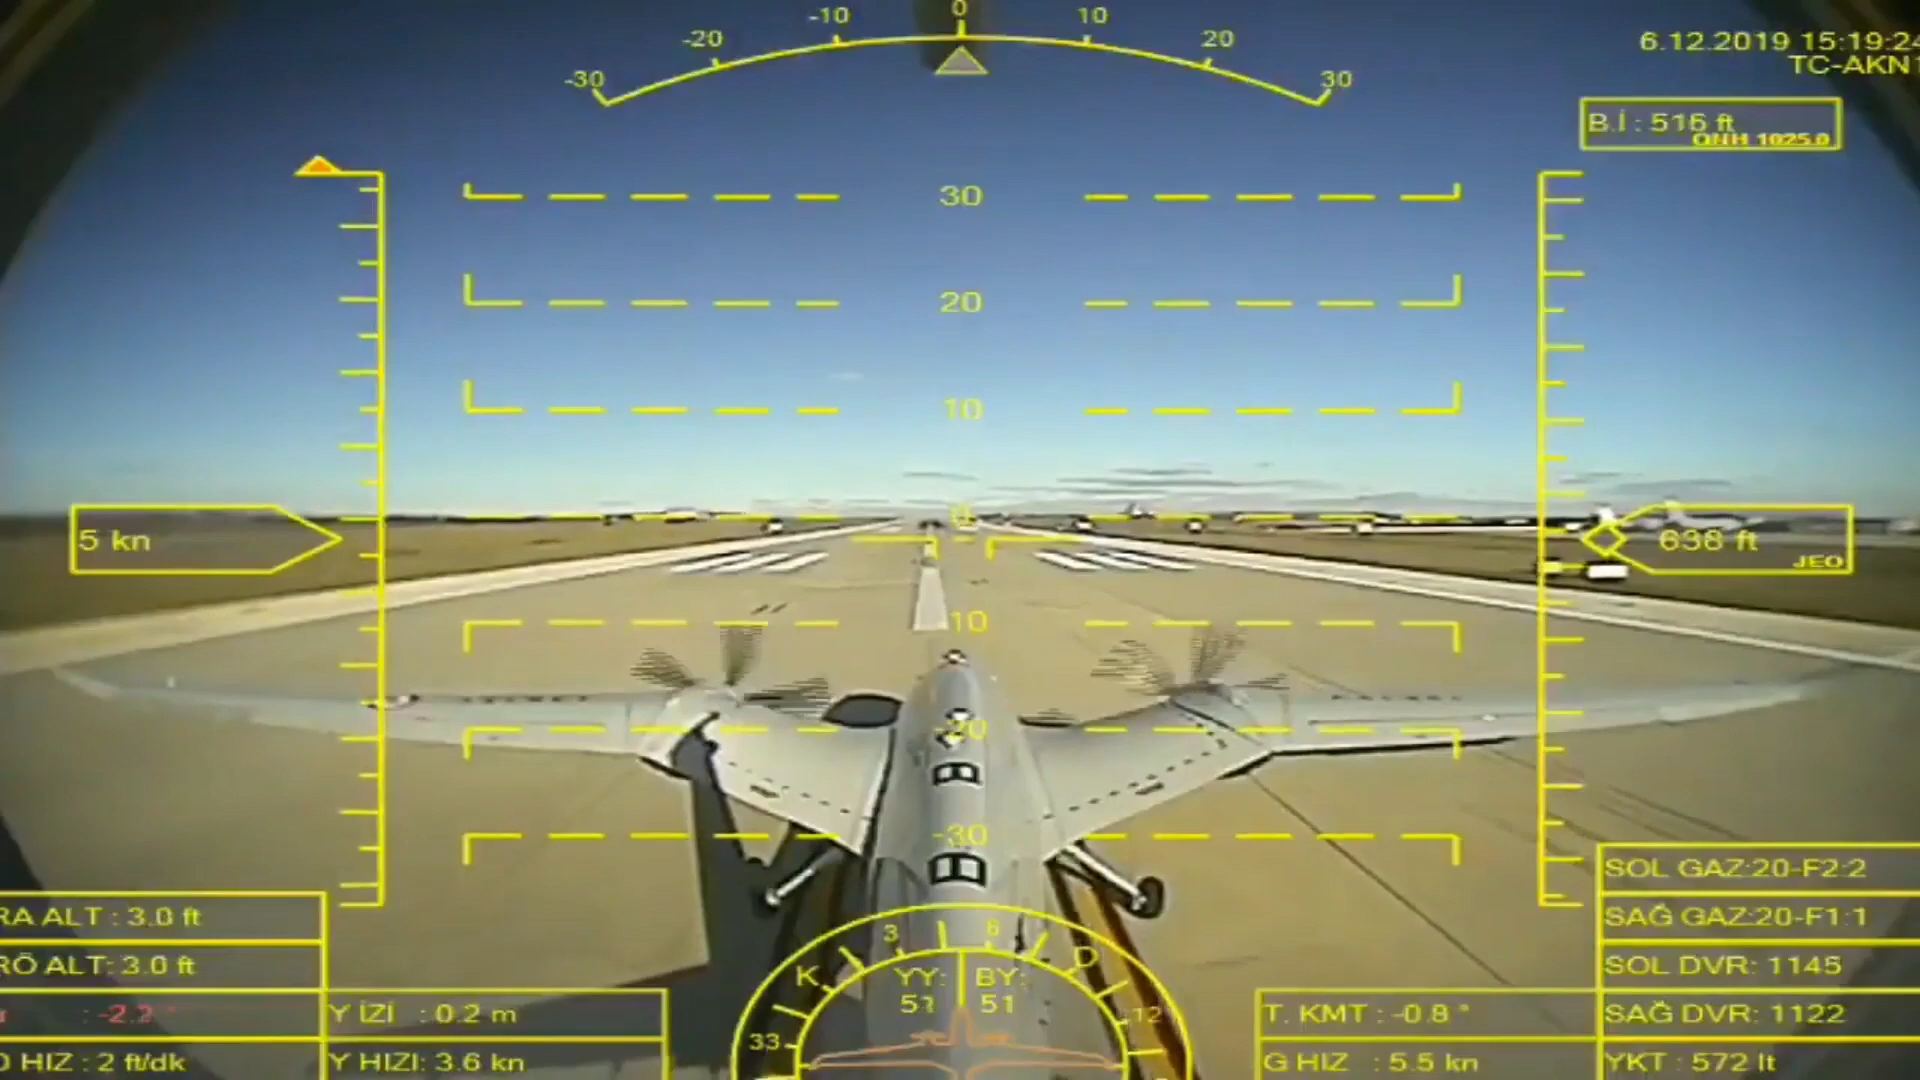 -30 -20 -10 0 10 20 30
6.12.2019 15:19:24
TC-AKN1
B.İ : 516 ft
QNH 1025.0
30
20
10
0
5 kn
638 ft
JEO
-10
-20
-30
SOL GAZ:20-F2:2
SAĞ GAZ:20-F1:1
SOL DVR: 1145
SAĞ DVR: 1122
YKT : 572 lt
RA ALT : 3.0 ft
RÖ ALT: 3.0 ft
:-2.2 °
HIZ : 2 ft/dk
Y İZİ : 0.2 m
Y HIZI: 3.6 kn
33 K 3 6 D 12
YY: BY:
51 51
T. KMT : -0.8 °
G HIZ : 5.5 kn